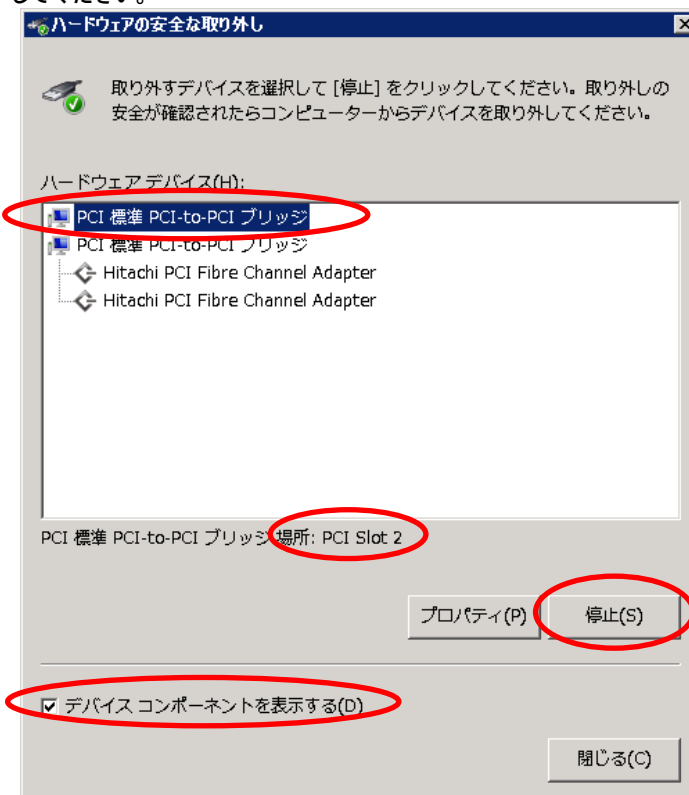 してください。
ハードウェアの安全な取り外し
取り外すデバイスを選択して [停止] をクリックしてください。取り外しの
安全が確認されたらコンピューターからデバイスを取り外してください。
ハードウェア デバイス(H):
PCI 標準 PCI-to-PCI ブリッジ
PCI 標準 PCI-to-PCI ブリッジ
Hitachi PCI Fibre Channel Adapter
Hitachi PCI Fibre Channel Adapter
PCI 標準 PCI-to-PCI ブリッジ 場所: PCI Slot 2
プロパティ(P)
停止(S)
デバイス コンポーネントを表示する(D)
閉じる(C)